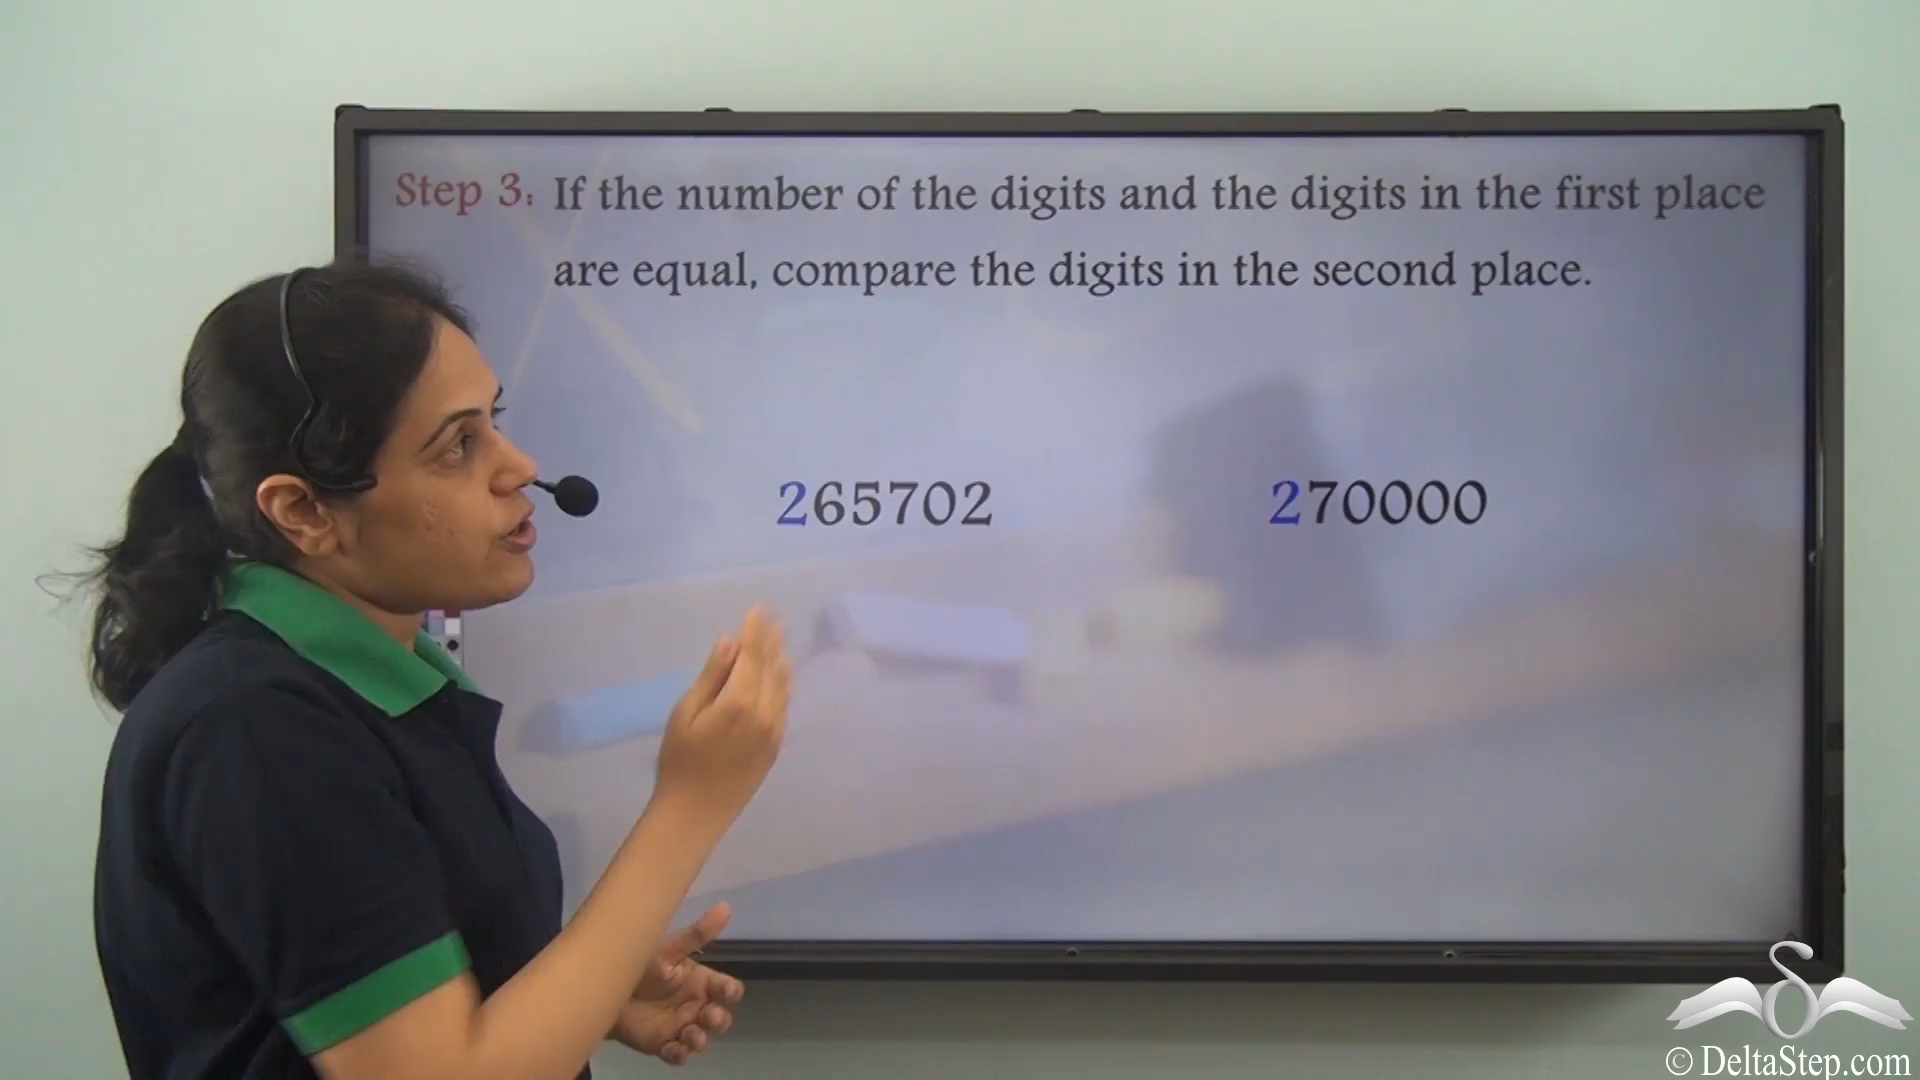 Step 3: If the number of the digits and the digits in the first place
are equal, compare the digits in the second place.
265702 270000
© DeltaStep.com